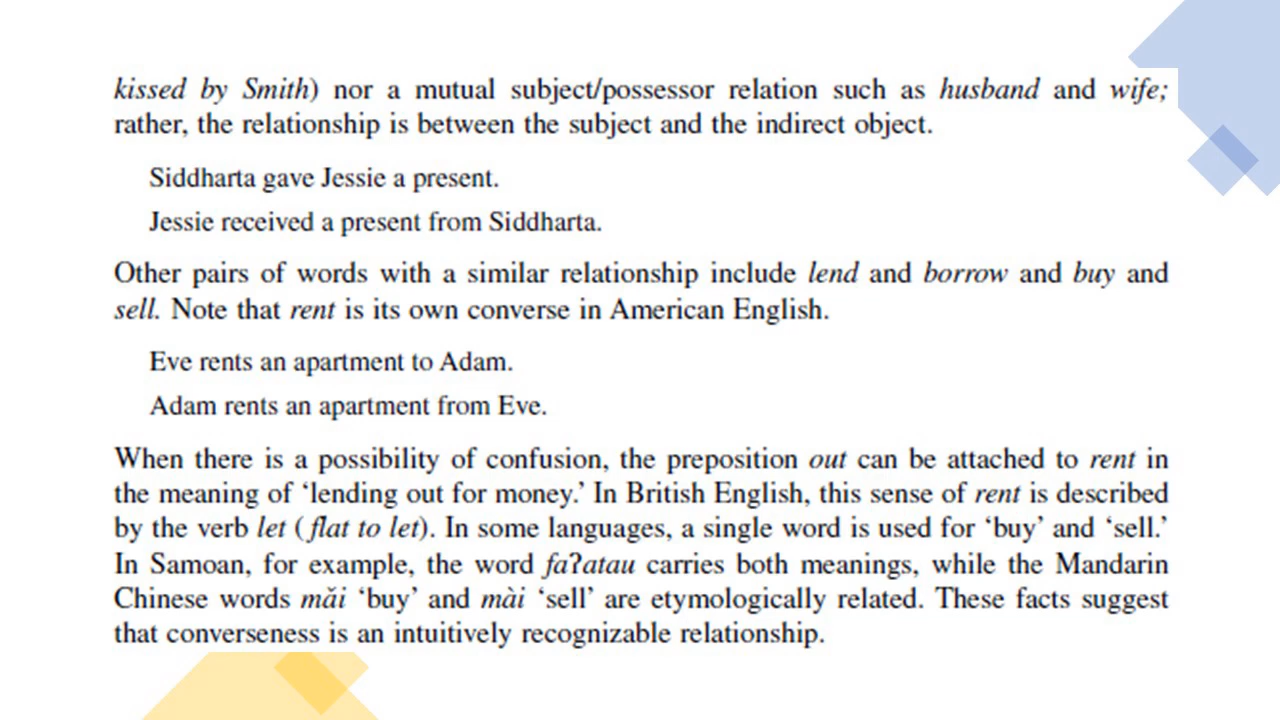 kissed by Smith) nor a mutual subject/possessor relation such as husband and wife;
rather, the relationship is between the subject and the indirect object.
Siddharta gave Jessie a present.
Jessie received a present from Siddharta.
Other pairs of words with a similar relationship include lend and borrow and buy and
sell. Note that rent is its own converse in American English.
Eve rents an apartment to Adam.
Adam rents an apartment from Eve.
When there is a possibility of confusion, the preposition out can be attached to rent in
the meaning of ‘lending out for money.’ In British English, this sense of rent is described
by the verb let (flat to let). In some languages, a single word is used for ‘buy’ and ‘sell.’
In Samoan, for example, the word faʔatau carries both meanings, while the Mandarin
Chinese words măi ‘buy’ and mài ‘sell’ are etymologically related. These facts suggest
that converseness is an intuitively recognizable relationship.